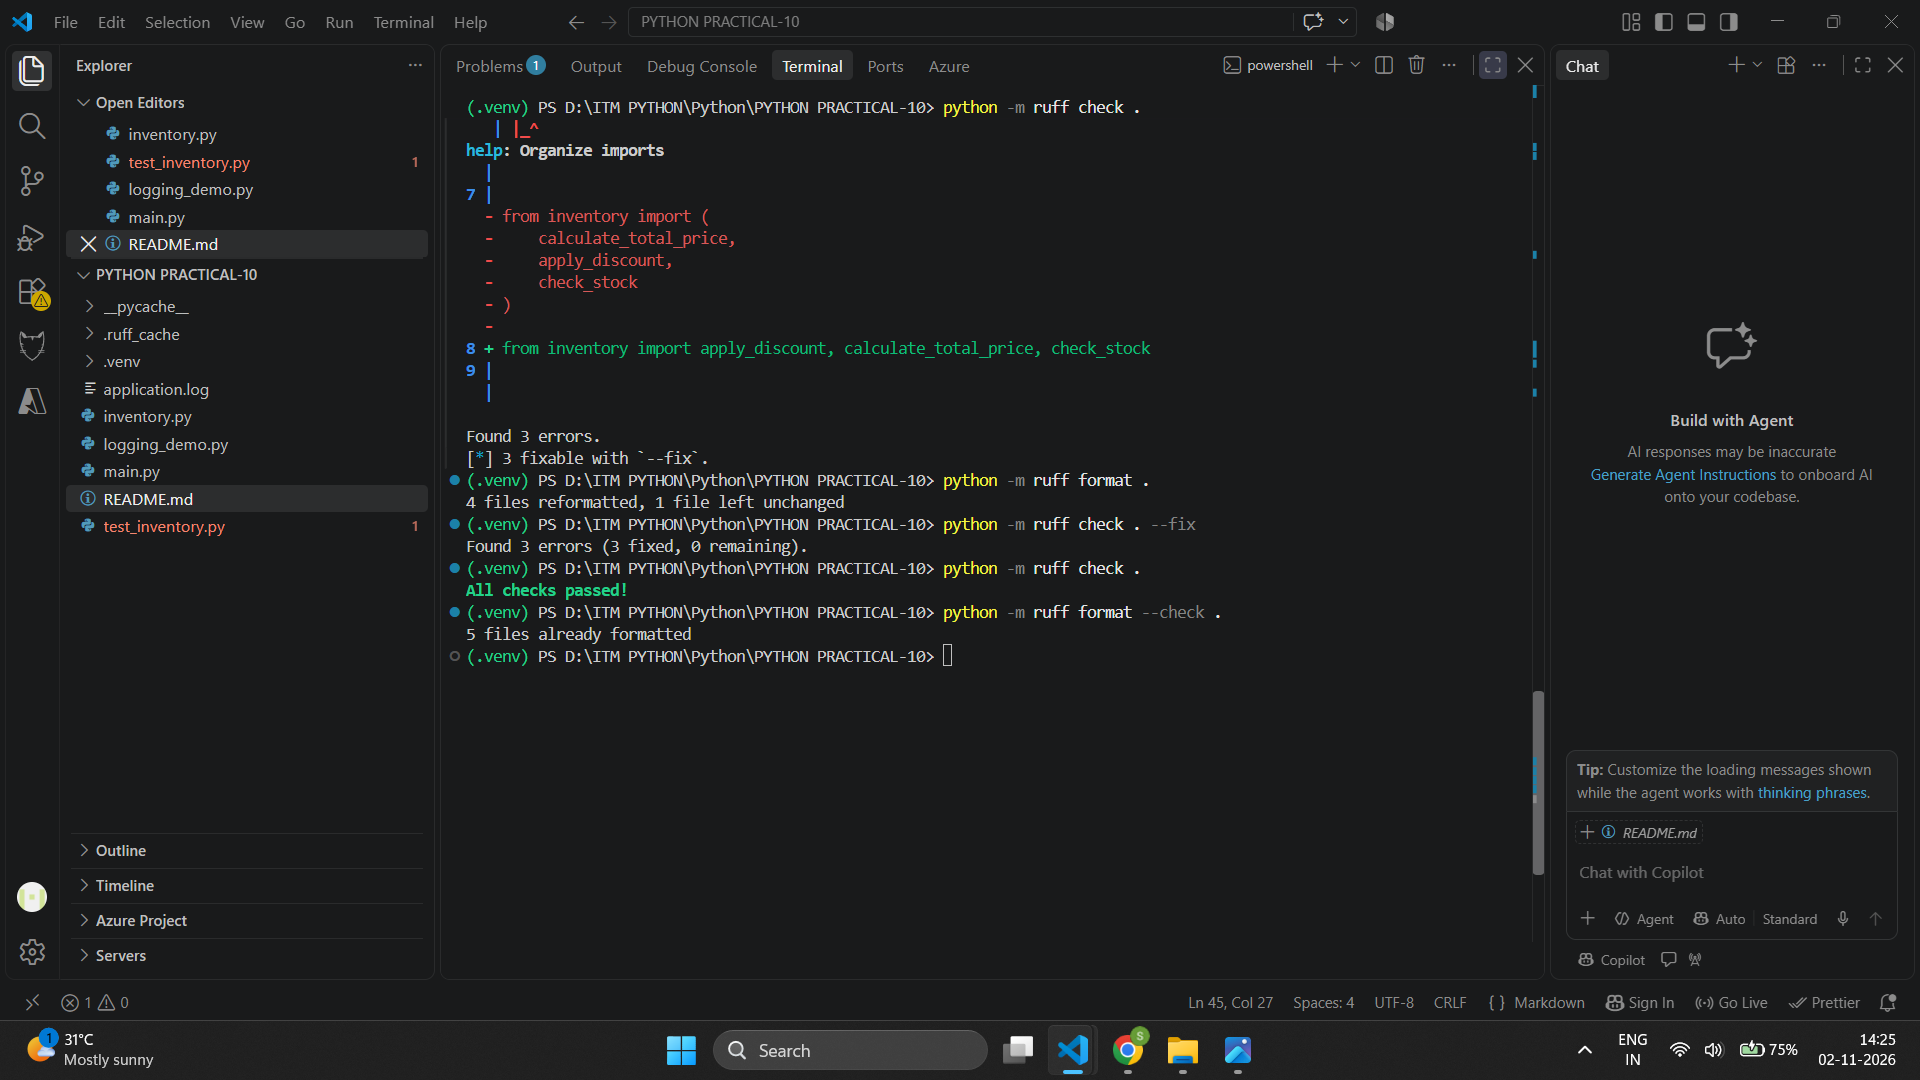 File Edit Selection View Go Run Terminal Help
PYTHON PRACTICAL-10
Explorer
Open Editors
inventory.py
test_inventory.py 1
logging_demo.py
main.py
README.md
PYTHON PRACTICAL-10
__pycache__
.ruff_cache
.venv
application.log
inventory.py
logging_demo.py
main.py
README.md
test_inventory.py 1
Outline
Timeline
Azure Project
Servers
Problems 1 Output Debug Console Terminal Ports Azure
powershell
(.venv) PS D:\ITM PYTHON\Python\PYTHON PRACTICAL-10> python -m ruff check .
| |_^
help: Organize imports
|
7 |
- from inventory import (
-     calculate_total_price,
-     apply_discount,
-     check_stock
- )
-
8 + from inventory import apply_discount, calculate_total_price, check_stock
9 |
|
Found 3 errors.
[*] 3 fixable with `--fix`.
(.venv) PS D:\ITM PYTHON\Python\PYTHON PRACTICAL-10> python -m ruff format .
4 files reformatted, 1 file left unchanged
(.venv) PS D:\ITM PYTHON\Python\PYTHON PRACTICAL-10> python -m ruff check . --fix
Found 3 errors (3 fixed, 0 remaining).
(.venv) PS D:\ITM PYTHON\Python\PYTHON PRACTICAL-10> python -m ruff check .
All checks passed!
(.venv) PS D:\ITM PYTHON\Python\PYTHON PRACTICAL-10> python -m ruff format --check .
5 files already formatted
(.venv) PS D:\ITM PYTHON\Python\PYTHON PRACTICAL-10>
Chat
Build with Agent
AI responses may be inaccurate
Generate Agent Instructions to onboard AI
onto your codebase.
Tip: Customize the loading messages shown
while the agent works with thinking phrases.
README.md
Chat with Copilot
Agent Auto Standard
Copilot
1 0
Ln 45, Col 27 Spaces: 4 UTF-8 CRLF { } Markdown Sign In Go Live Prettier
1
31°C
Mostly sunny
Search
S
ENG
IN
75%
14:25
02-11-2026